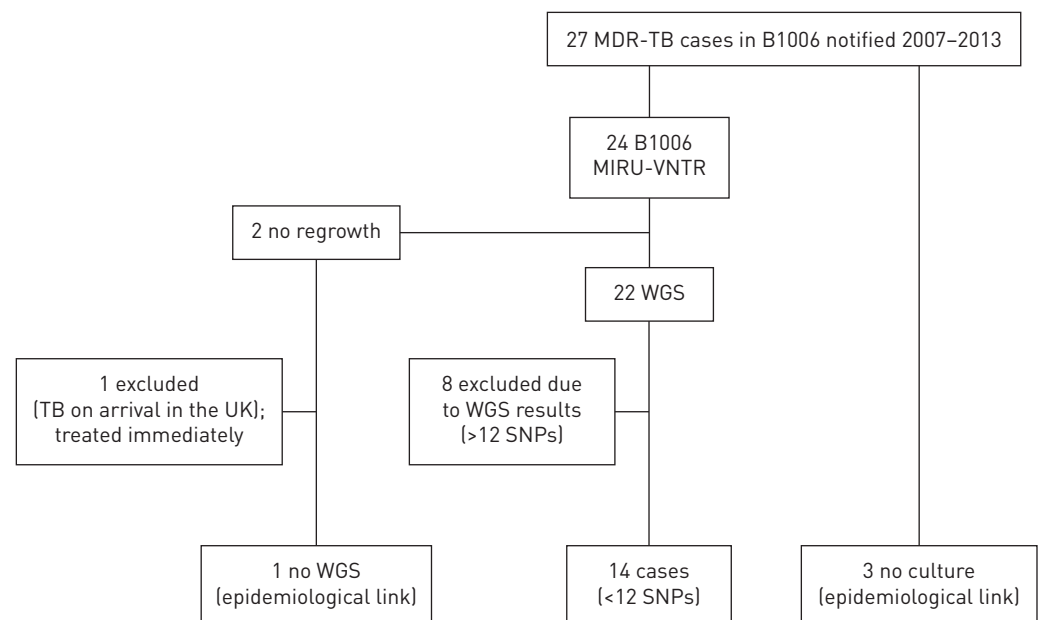 27 MDR-TB cases in B1006 notified 2007–2013
24 B1006
MIRU-VNTR
2 no regrowth
22 WGS
1 excluded
(TB on arrival in the UK);
treated immediately
8 excluded due
to WGS results
(>12 SNPs)
1 no WGS
(epidemiological link)
14 cases
(<12 SNPs)
3 no culture
(epidemiological link)